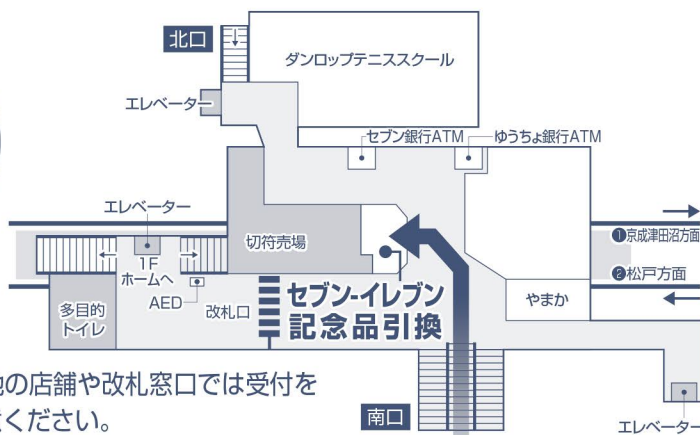 北口
ダンロップテニススクール
エレベーター
セブン銀行ATM
ゆうちょ銀行ATM
エレベーター
切符売場
❶京成津田沼方面
1F
ホームへ
❷松戸方面
AED
改札口
セブン-イレブン
記念品引換
やまか
多目的
トイレ
の店舗や改札窓口では受付を
ください。
南口
エレベーター